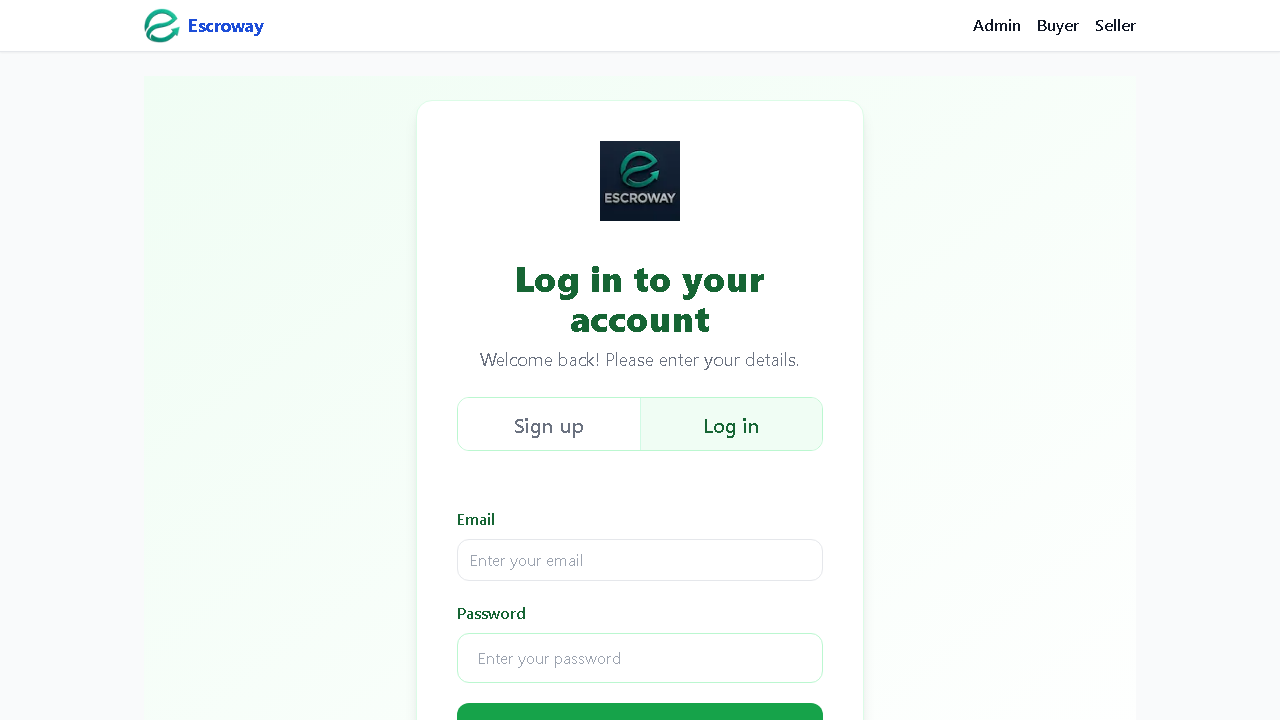 Escroway
Admin
Buyer
Seller
ESCROWAY
Log in to your
account
Welcome back! Please enter your details.
Sign up
Log in
Email
Enter your email
Password
Enter your password